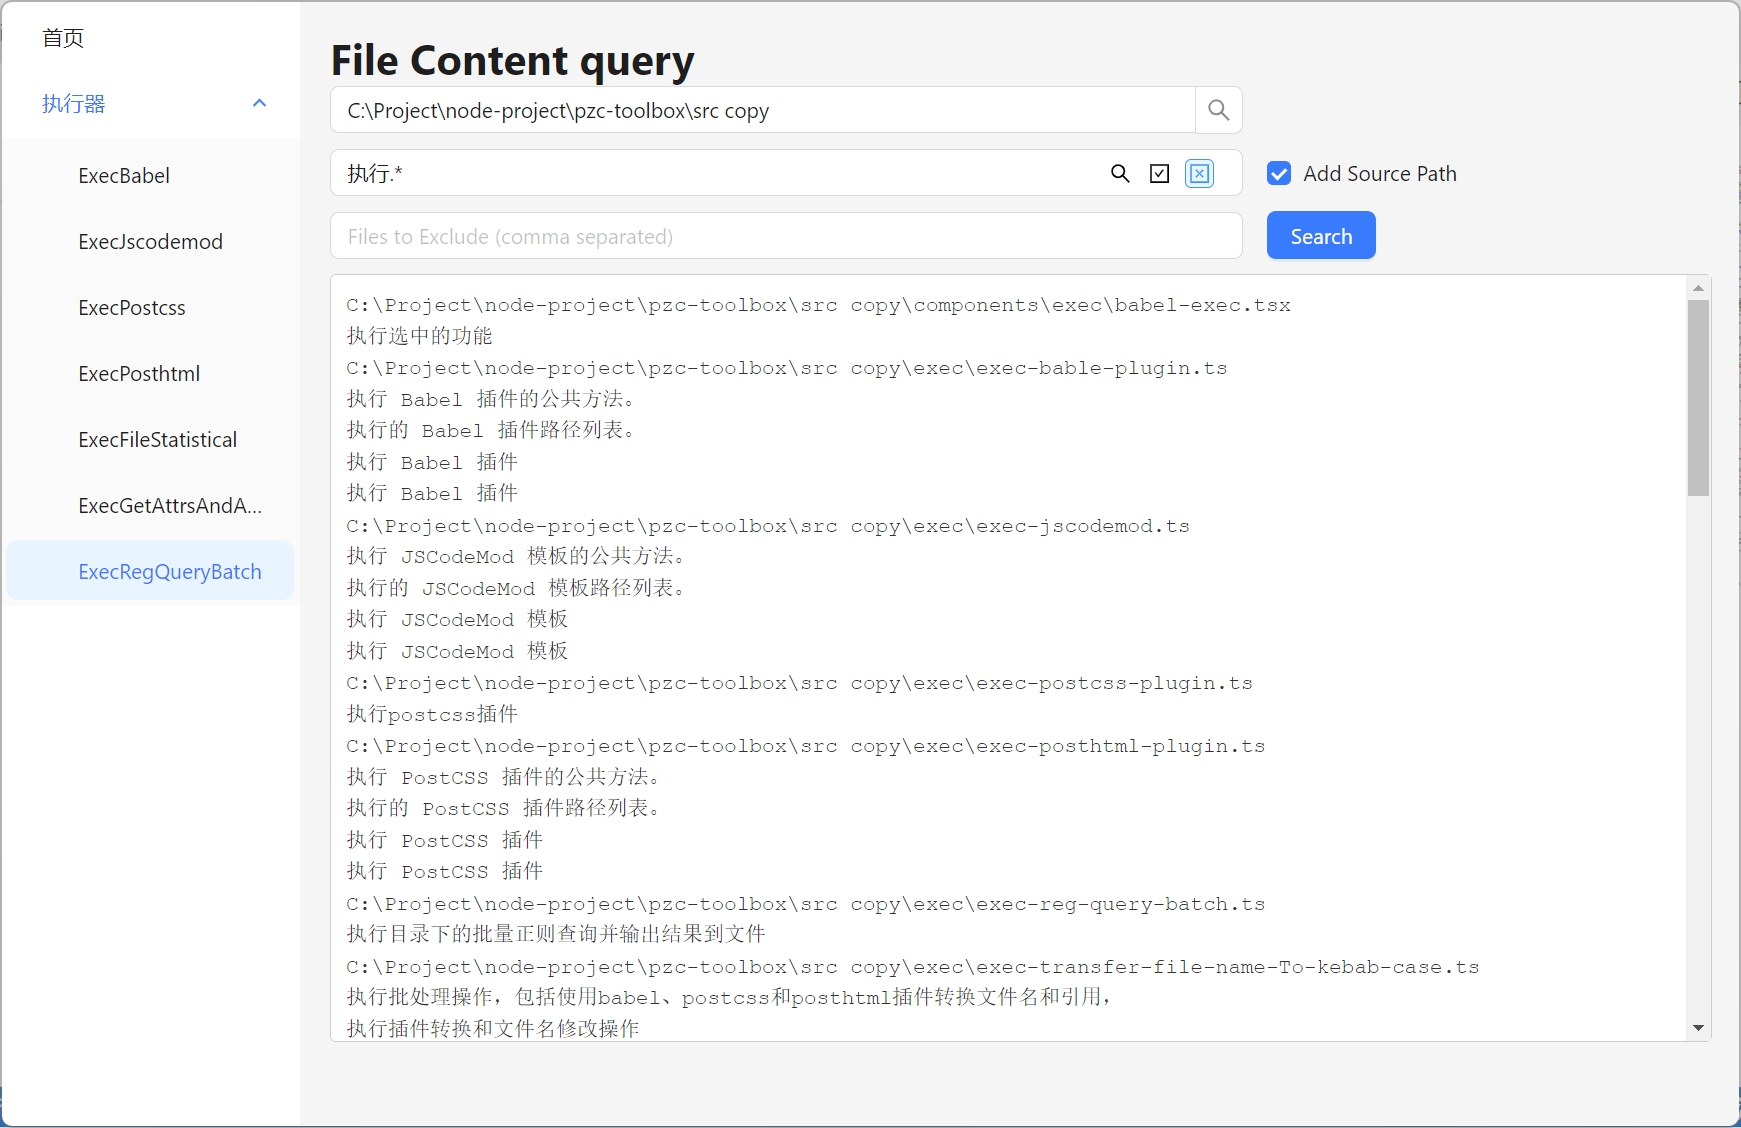 首页
执行器
ExecBabel
ExecJscodemod
ExecPostcss
ExecPosthtml
ExecFileStatistical
ExecGetAttrsAndA...
ExecRegQueryBatch
File Content query
C:\Project\node-project\pzc-toolbox\src copy
执行.*
Add Source Path
Files to Exclude (comma separated)
Search
C:\Project\node-project\pzc-toolbox\src copy\components\exec\babel-exec.tsx
执行选中的功能
C:\Project\node-project\pzc-toolbox\src copy\exec\exec-bable-plugin.ts
执行 Babel 插件的公共方法。
执行的 Babel 插件路径列表。
执行 Babel 插件
执行 Babel 插件
C:\Project\node-project\pzc-toolbox\src copy\exec\exec-jscodemod.ts
执行 JSCodeMod 模板的公共方法。
执行的 JSCodeMod 模板路径列表。
执行 JSCodeMod 模板
执行 JSCodeMod 模板
C:\Project\node-project\pzc-toolbox\src copy\exec\exec-postcss-plugin.ts
执行postcss插件
C:\Project\node-project\pzc-toolbox\src copy\exec\exec-posthtml-plugin.ts
执行 PostCSS 插件的公共方法。
执行的 PostCSS 插件路径列表。
执行 PostCSS 插件
执行 PostCSS 插件
C:\Project\node-project\pzc-toolbox\src copy\exec\exec-reg-query-batch.ts
执行目录下的批量正则查询并输出结果到文件
C:\Project\node-project\pzc-toolbox\src copy\exec\exec-transfer-file-name-To-kebab-case.ts
执行批处理操作，包括使用babel、postcss和posthtml插件转换文件名和引用，
执行插件转换和文件名修改操作